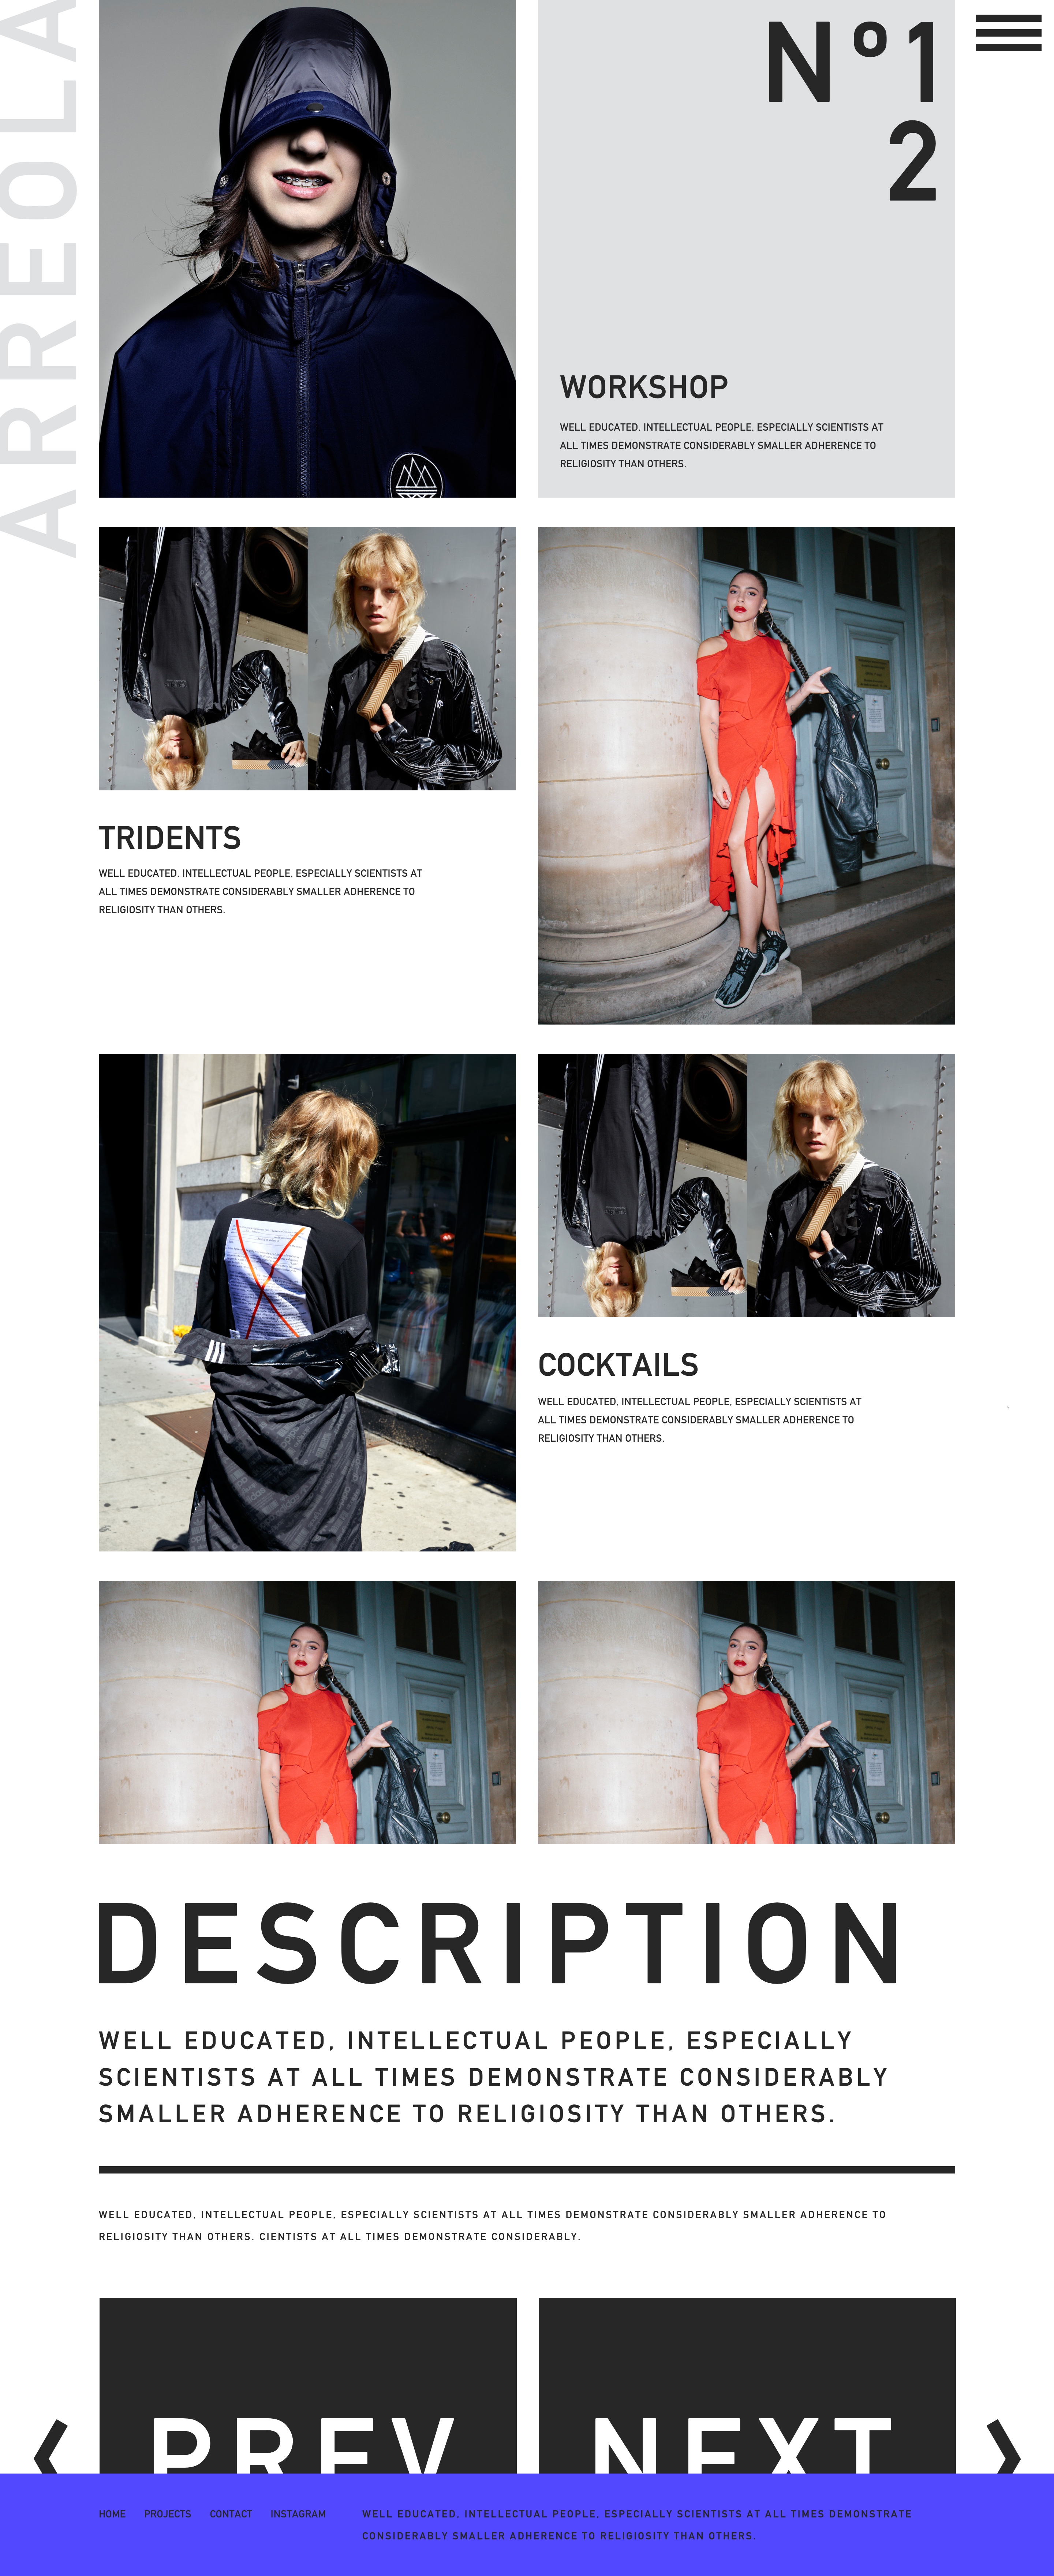 ARREOLA
Nº1
2
WORKSHOP
WELL EDUCATED, INTELLECTUAL PEOPLE, ESPECIALLY SCIENTISTS AT
ALL TIMES DEMONSTRATE CONSIDERABLY SMALLER ADHERENCE TO
RELIGIOSITY THAN OTHERS.
TRIDENTS
WELL EDUCATED, INTELLECTUAL PEOPLE, ESPECIALLY SCIENTISTS AT
ALL TIMES DEMONSTRATE CONSIDERABLY SMALLER ADHERENCE TO
RELIGIOSITY THAN OTHERS.
COCKTAILS
WELL EDUCATED, INTELLECTUAL PEOPLE, ESPECIALLY SCIENTISTS AT
ALL TIMES DEMONSTRATE CONSIDERABLY SMALLER ADHERENCE TO
RELIGIOSITY THAN OTHERS.
DESCRIPTION
WELL EDUCATED, INTELLECTUAL PEOPLE, ESPECIALLY
SCIENTISTS AT ALL TIMES DEMONSTRATE CONSIDERABLY
SMALLER ADHERENCE TO RELIGIOSITY THAN OTHERS.
WELL EDUCATED, INTELLECTUAL PEOPLE, ESPECIALLY SCIENTISTS AT ALL TIMES DEMONSTRATE CONSIDERABLY SMALLER ADHERENCE TO
RELIGIOSITY THAN OTHERS. CIENTISTS AT ALL TIMES DEMONSTRATE CONSIDERABLY.
PREV NEXT
HOME PROJECTS CONTACT INSTAGRAM
WELL EDUCATED, INTELLECTUAL PEOPLE, ESPECIALLY SCIENTISTS AT ALL TIMES DEMONSTRATE
CONSIDERABLY SMALLER ADHERENCE TO RELIGIOSITY THAN OTHERS.